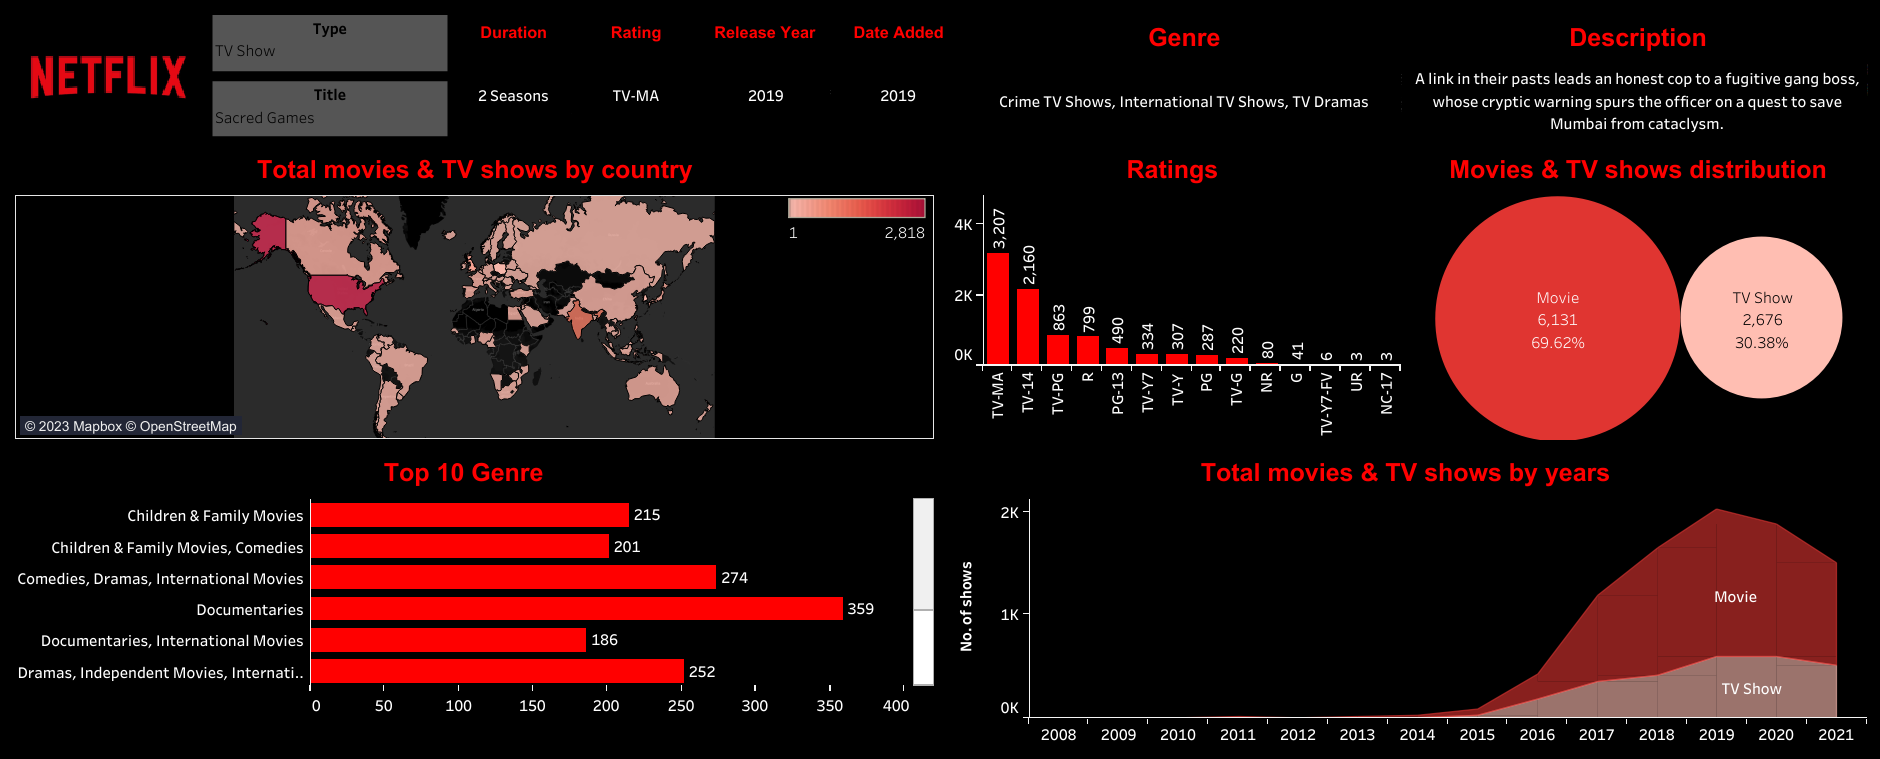 NETFLIX
Type
TV Show
Title
Sacred Games
Duration
Rating
Release Year
Date Added
2 Seasons
TV-MA
2019
2019
Genre
Crime TV Shows, International TV Shows, TV Dramas
Description
A link in their pasts leads an honest cop to a fugitive gang boss,
whose cryptic warning spurs the officer on a quest to save
Mumbai from cataclysm.
Total movies & TV shows by country
1
2,818
© 2023 Mapbox © OpenStreetMap
Ratings
4K
2K
0K
3,207
2,160
863
799
490
334
307
287
220
80
41
6
3
3
TV-MA
TV-14
TV-PG
R
PG-13
TV-Y7
TV-Y
PG
TV-G
NR
G
TV-Y7-FV
UR
NC-17
Movies & TV shows distribution
Movie
6,131
69.62%
TV Show
2,676
30.38%
Top 10 Genre
Children & Family Movies
215
Children & Family Movies, Comedies
201
Comedies, Dramas, International Movies
274
Documentaries
359
Documentaries, International Movies
186
Dramas, Independent Movies, Internati..
252
0
50
100
150
200
250
300
350
400
Total movies & TV shows by years
No. of shows
2K
1K
0K
Movie
TV Show
2008
2009
2010
2011
2012
2013
2014
2015
2016
2017
2018
2019
2020
2021